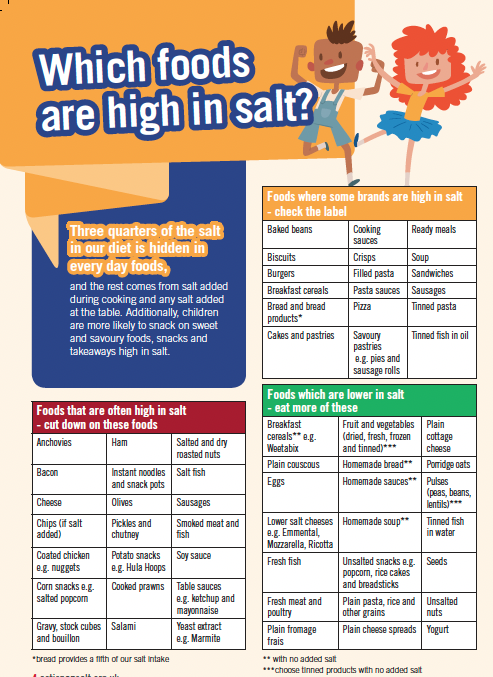 Which foods
are high in salt?
Three quarters of the salt
in our diet is hidden in
every day foods,
and the rest comes from salt added
during cooking and any salt added
at the table. Additionally, children
are more likely to snack on sweet
and savoury foods, snacks and
takeaways high in salt.
Foods where some brands are high in salt
- check the label
Baked beans
Cooking
sauces
Ready meals
Biscuits
Crisps
Soup
Burgers
Filled pasta
Sandwiches
Breakfast cereals
Pasta sauces
Sausages
Bread and bread
products*
Pizza
Tinned pasta
Cakes and pastries
Savoury
pastries
e.g. pies and
sausage rolls
Tinned fish in oil
Foods that are often high in salt
- cut down on these foods
Anchovies
Ham
Salted and dry
roasted nuts
Bacon
Instant noodles
and snack pots
Salt fish
Cheese
Olives
Sausages
Chips (if salt
added)
Pickles and
chutney
Smoked meat and
fish
Coated chicken
e.g. nuggets
Potato snacks
e.g. Hula Hoops
Soy sauce
Corn snacks e.g.
salted popcorn
Cooked prawns
Table sauces
e.g. ketchup and
mayonnaise
Gravy, stock cubes
and bouillon
Salami
Yeast extract
e.g. Marmite
*bread provides a fifth of our salt intake
Foods which are lower in salt
- eat more of these
Breakfast
cereals** e.g.
Weetabix
Fruit and vegetables
(dried, fresh, frozen
and tinned)***
Plain
cottage
cheese
Plain couscous
Homemade bread**
Porridge oats
Eggs
Homemade sauces**
Pulses
(peas, beans,
lentils)***
Lower salt cheeses
e.g. Emmental,
Mozzarella, Ricotta
Homemade soup**
Tinned fish
in water
Fresh fish
Unsalted snacks e.g.
popcorn, rice cakes
and breadsticks
Seeds
Fresh meat and
poultry
Plain pasta, rice and
other grains
Unsalted
nuts
Plain fromage
frais
Plain cheese spreads
Yogurt
** with no added salt
***choose tinned products with no added salt